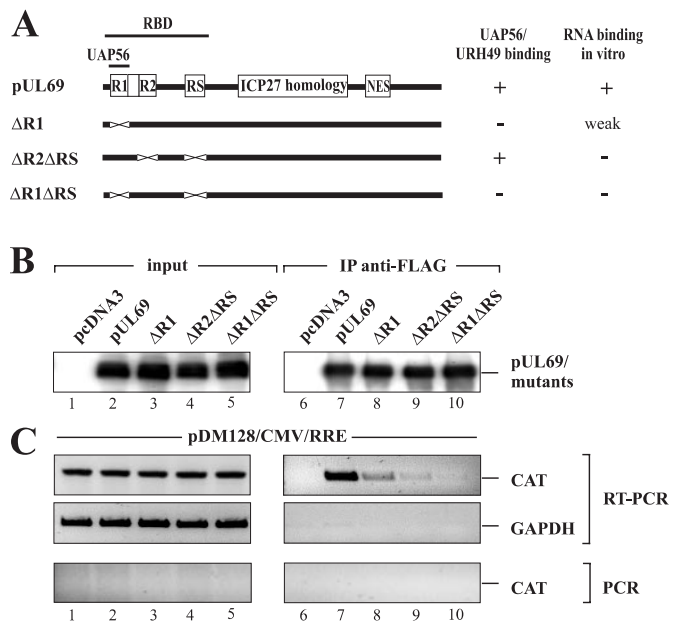 A
RBD
UAP56/
URH49 binding
RNA binding
in vitro
UAP56
pUL69
R1
R2
RS
ICP27 homology
NES
+
+
ΔR1
-
weak
ΔR2ΔRS
+
-
ΔR1ΔRS
-
-
B
input
IP anti-FLAG
pcDNA3
pUL69
ΔR1
ΔR2ΔRS
ΔR1ΔRS
pcDNA3
pUL69
ΔR1
ΔR2ΔRS
ΔR1ΔRS
pUL69/
mutants
1 2 3 4 5
6 7 8 9 10
C
pDM128/CMV/RRE
CAT
GAPDH
RT-PCR
CAT
PCR
1 2 3 4 5
6 7 8 9 10